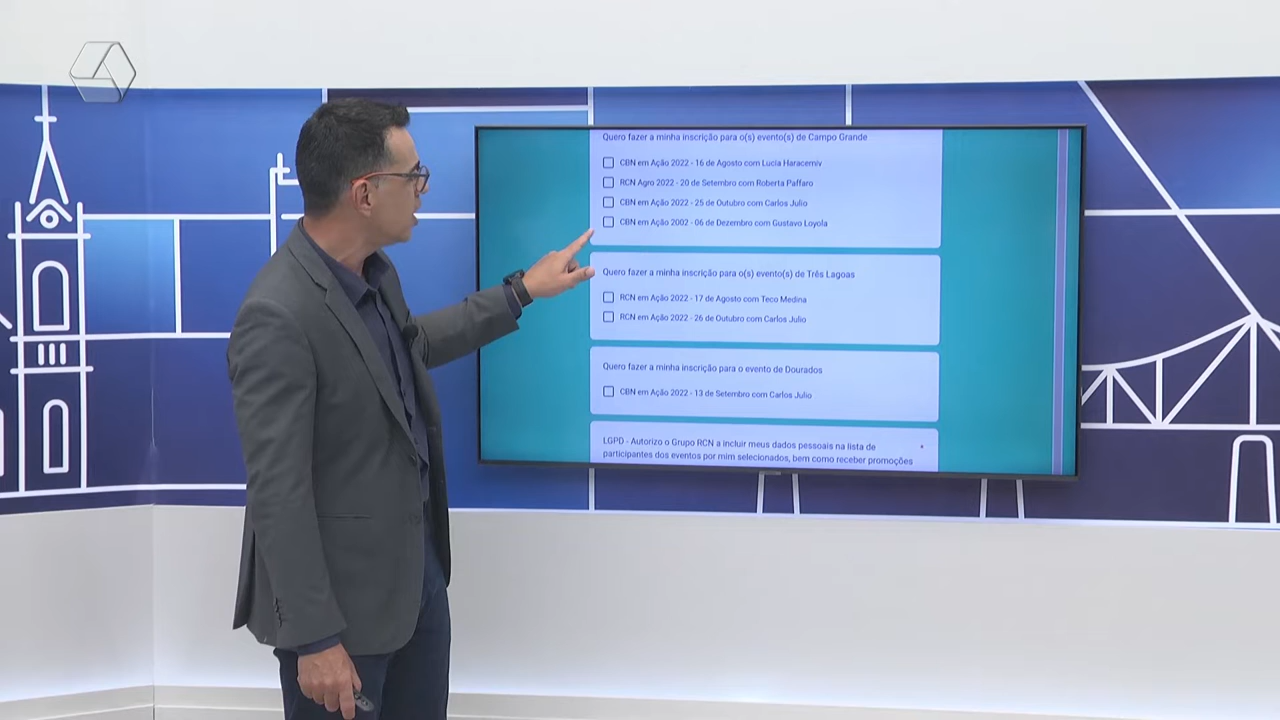 Quero fazer a minha inscrição para o(s) evento(s) de Campo Grande
CBN em Ação 2022 - 16 de Agosto com Lucia Haracemiv
RCN Agro 2022 - 20 de Setembro com Roberta Paffaro
CBN em Ação 2022 - 25 de Outubro com Carlos Julio
CBN em Ação 2002 - 06 de Dezembro com Gustavo Loyola
Quero fazer a minha inscrição para o(s) evento(s) de Três Lagoas
RCN em Ação 2022 - 17 de Agosto com Teco Medina
RCN em Ação 2022 - 26 de Outubro com Carlos Julio
Quero fazer a minha inscrição para o evento de Dourados
CBN em Ação 2022 - 13 de Setembro com Carlos Julio
LGPD - Autorizo o Grupo RCN a incluir meus dados pessoais na lista de *
participantes dos eventos por mim selecionados, bem como receber promoções